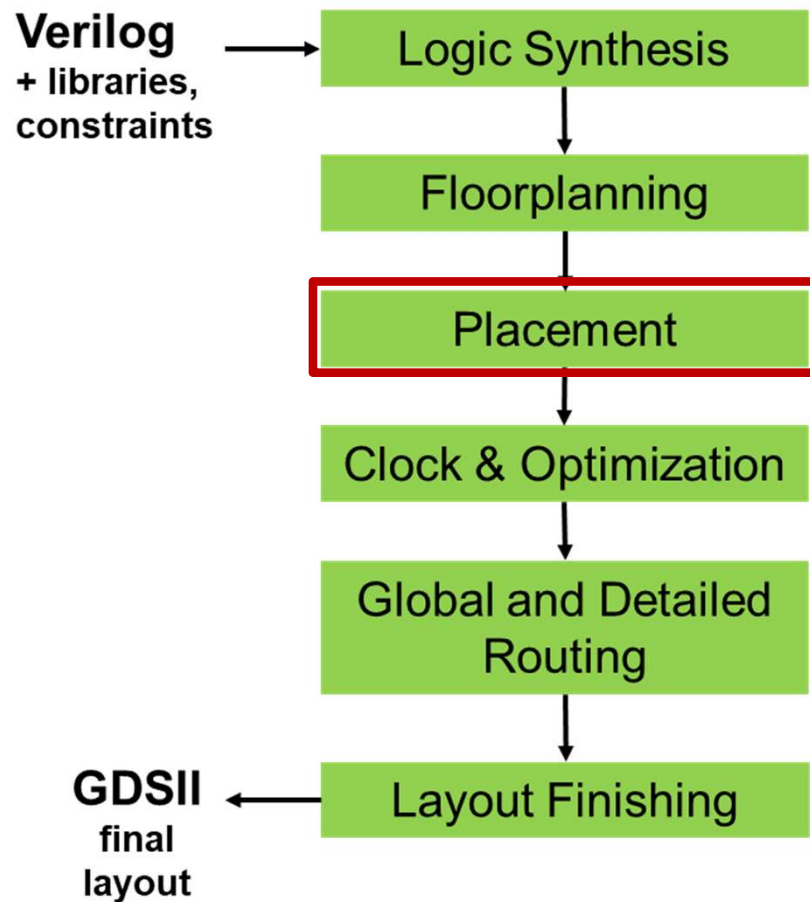 Verilog
+ libraries,
constraints
Logic Synthesis
Floorplanning
Placement
Clock & Optimization
Global and Detailed
Routing
Layout Finishing
GDSII
final
layout